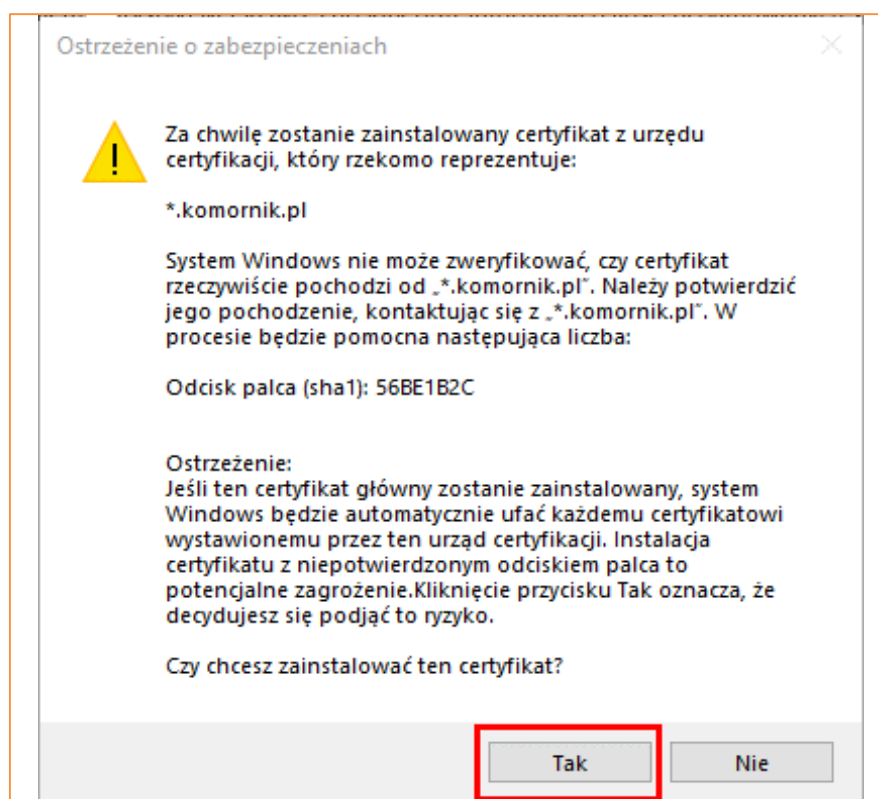 Ostrzeżenie o zabezpieczeniach
Za chwilę zostanie zainstalowany certyfikat z urzędu
certyfikacji, który rzekomo reprezentuje:
*.komornik.pl
System Windows nie może zweryfikować, czy certyfikat
rzeczywiście pochodzi od „*.komornik.pl”. Należy potwierdzić
jego pochodzenie, kontaktując się z „*.komornik.pl”. W
procesie będzie pomocna następująca liczba:
Odcisk palca (sha1): 56BE1B2C
Ostrzeżenie:
Jeśli ten certyfikat główny zostanie zainstalowany, system
Windows będzie automatycznie ufać każdemu certyfikatowi
wystawionemu przez ten urząd certyfikacji. Instalacja
certyfikatu z niepotwierdzonym odciskiem palca to
potencjalne zagrożenie.Kliknięcie przycisku Tak oznacza, że
decydujesz się podjąć to ryzyko.
Czy chcesz zainstalować ten certyfikat?
Tak Nie